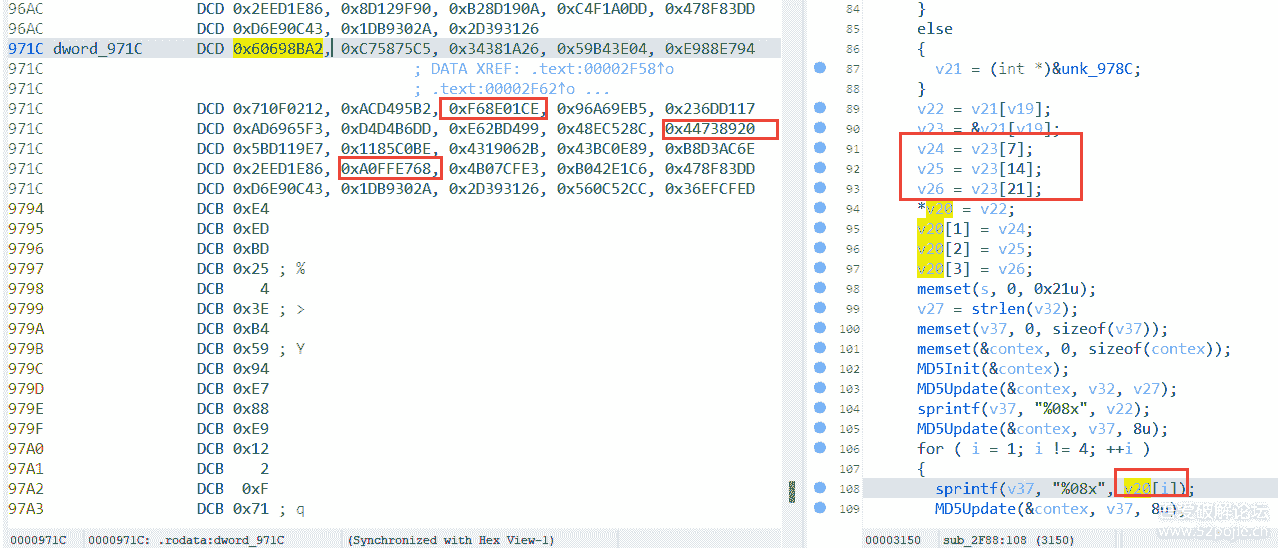 96AC DCD 0x2EED1E86, 0x8D129F90, 0xB28D190A, 0xC4F1A0DD, 0x478F83DD
96AC DCD 0xD6E90C43, 0x1DB9302A, 0x2D393126
971C dword_971C DCD 0x60698BA2, 0xC75875C5, 0x34381A26, 0x59B43E04, 0xE988E794
971C ; DATA XREF: .text:00002F58↑o
971C ; .text:00002F62↑o ...
971C DCD 0x710F0212, 0xACD495B2, 0xF68E01CE, 0x96A69EB5, 0x236DD117
971C DCD 0xAD6965F3, 0xD4D4B6DD, 0xE62BD499, 0x48EC528C, 0x44738920
971C DCD 0x5BD119E7, 0x1185C0BE, 0x4319062B, 0x43BC0E89, 0xB8D3AC6E
971C DCD 0x2EED1E86, 0xA0FFE768, 0x4B07CFE3, 0xB042E1C6, 0x478F83DD
971C DCD 0xD6E90C43, 0x1DB9302A, 0x2D393126, 0x560C52CC, 0x36EFCFED
9794 DCB 0xE4
9795 DCB 0xED
9796 DCB 0xBD
9797 DCB 0x25 ; %
9798 DCB 4
9799 DCB 0x3E ; >
979A DCB 0xB4
979B DCB 0x59 ; Y
979C DCB 0x94
979D DCB 0xE7
979E DCB 0x88
979F DCB 0xE9
97A0 DCB 0x12
97A1 DCB 2
97A2 DCB 0xF
97A3 DCB 0x71 ; q
0000971C 0000971C: .rodata:dword_971C (Synchronized with Hex View-1)
84 }
85 else
86 {
87 v21 = (int *)&unk_978C;
88 }
89 v22 = v21[v19];
90 v23 = &v21[v19];
91 v24 = v23[7];
92 v25 = v23[14];
93 v26 = v23[21];
94 *v20 = v22;
95 v20[1] = v24;
96 v20[2] = v25;
97 v20[3] = v26;
98 memset(s, 0, 0x21u);
99 v27 = strlen(v32);
100 memset(v37, 0, sizeof(v37));
101 memset(&contex, 0, sizeof(contex));
102 MD5Init(&contex);
103 MD5Update(&contex, v32, v27);
104 sprintf(v37, "%08x", v22);
105 MD5Update(&contex, v37, 8u);
106 for ( i = 1; i != 4; ++i )
107 {
108 sprintf(v37, "%08x", v20[i]);
109 MD5Update(&contex, v37, 8u);
00003150 sub_2F88:108 (3150)
吾爱破解论坛
www.52pojie.cn